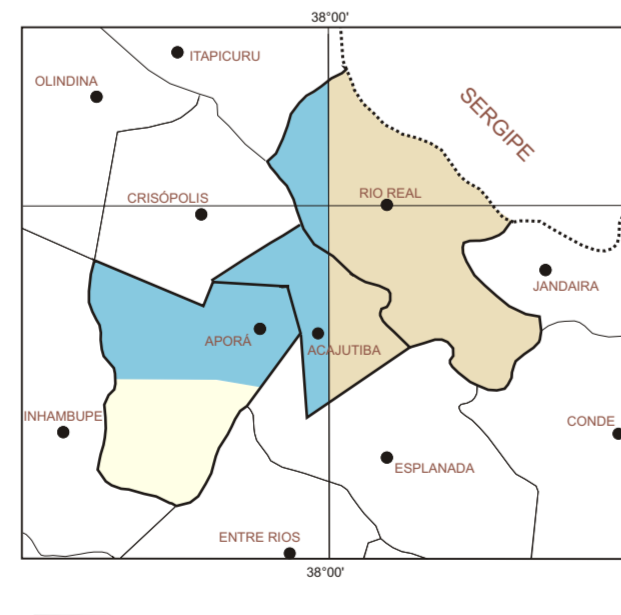 38°00'
ITAPICURU
OLINDINA
SERGIPE
CRISÓPOLIS
RIO REAL
JANDAIRA
APORÁ
ACAJUTIBA
INHAMBUPE
CONDE
ESPLANADA
ENTRE RIOS
38°00'